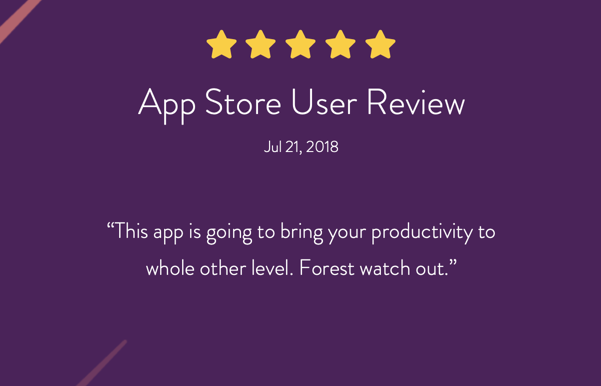 App Store User Review
Jul 21, 2018
“This app is going to bring your productivity to
whole other level. Forest watch out.”